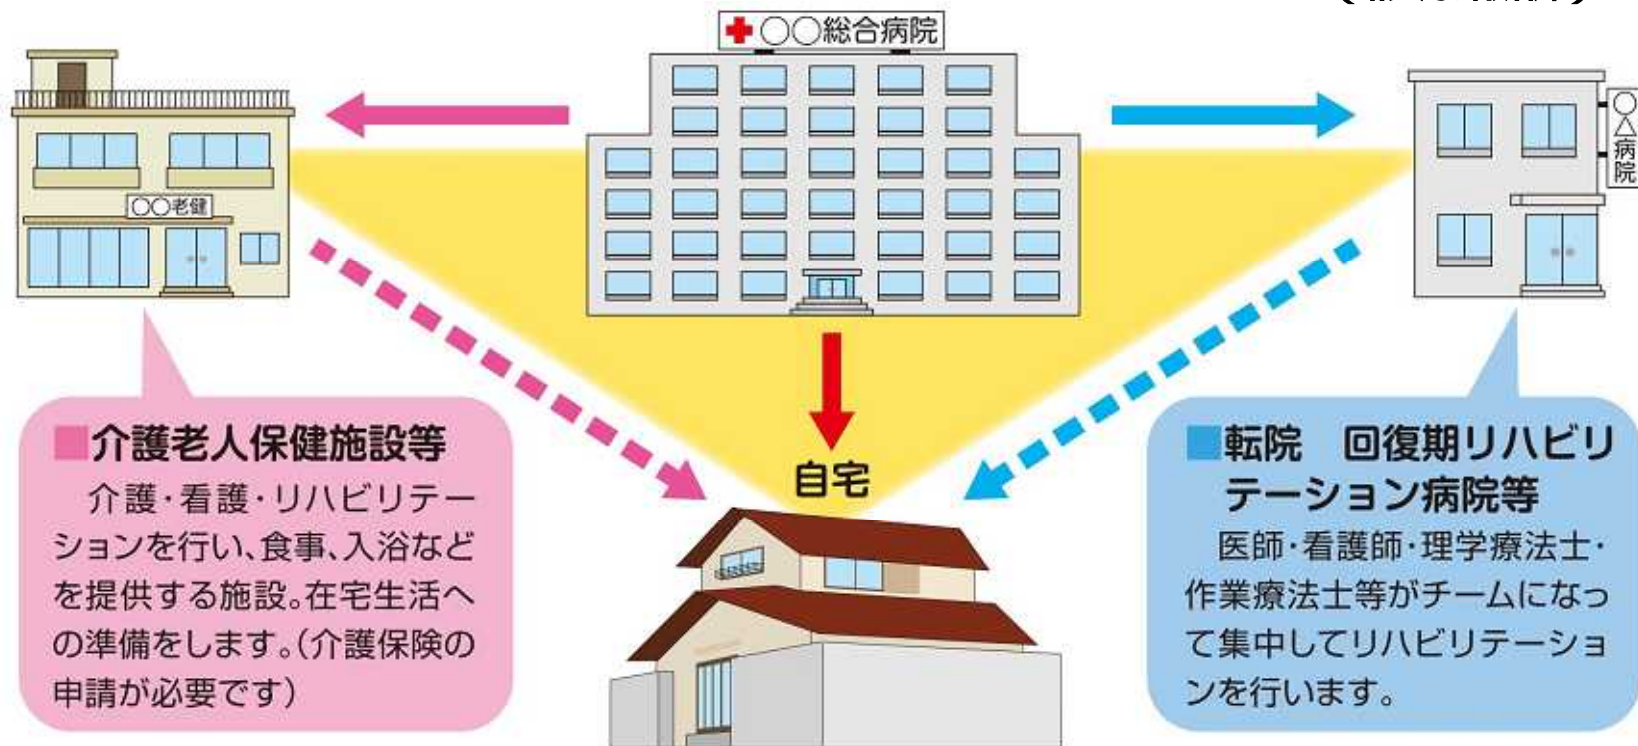 ○○総合病院
○△病院
○○老健
自宅
■介護老人保健施設等
介護・看護・リハビリテー
ションを行い、食事、入浴など
を提供する施設。在宅生活へ
の準備をします。(介護保険の
申請が必要です)
■転院　回復期リハビリ
テーション病院等
医師・看護師・理学療法士・
作業療法士等がチームになっ
て集中してリハビリテーショ
ンを行います。